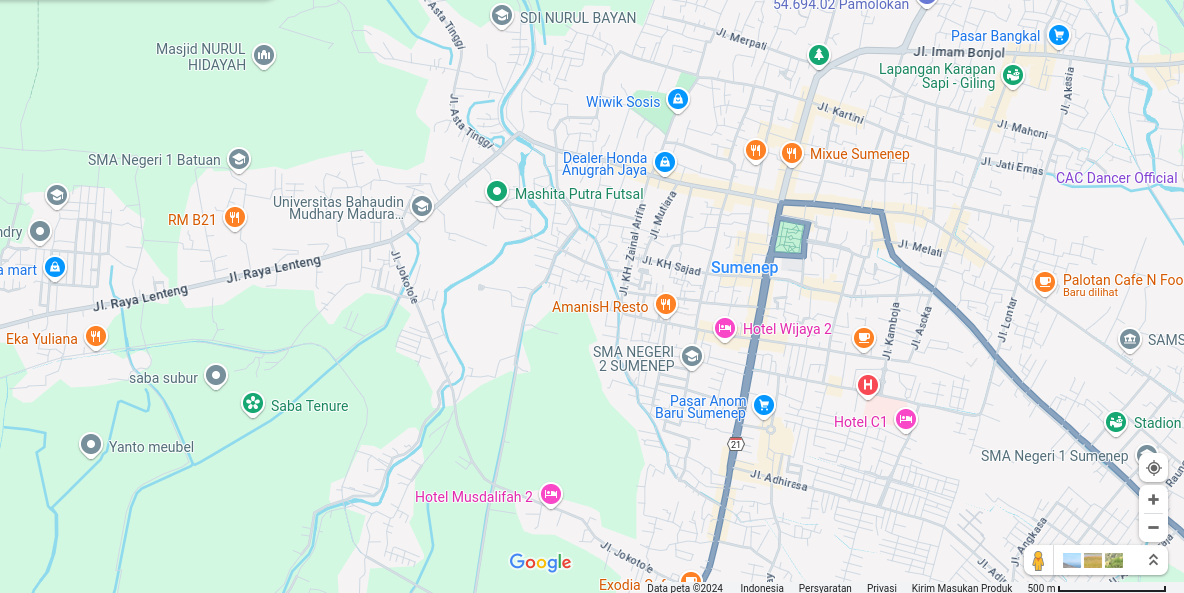 54.694.02 Pamolokan
SDI NURUL BAYAN
Jl. Asta Tinggi
Jl. Merpati
Pasar Bangkal
Masjid NURUL
HIDAYAH
Jl. Imam Bonjol
Lapangan Karapan
Sapi - Giling
Jl. Akasia
Wiwik Sosis
Jl. Kartini
Jl. Asta Tinggi
Jl. Mahoni
SMA Negeri 1 Batuan
Dealer Honda
Anugrah Jaya
Mixue Sumenep
Jl. Jati Emas
CAC Dancer Official
Mashita Putra Futsal
Universitas Bahaudin
Mudhary Madura...
RM B21
Jl. Mutiara
Jl. KH. Zainal Arifin
ndry
Jl. Melati
a mart
Jl. Raya Lenteng
Jl. Jokoto'e
Jl. KH Sajad
Sumenep
Palotan Cafe N Foo
Baru dilihat
Jl. Raya Lenteng
AmanisH Resto
Jl. Lontar
Jl. Kamboja
Jl. Ascka
Hotel Wijaya 2
Eka Yuliana
SAMS
SMA NEGERI
2 SUMENEP
saba subur
H
Saba Tenure
Pasar Anom
Baru Sumenep
Hotel C1
Stadion
21
Yanto meubel
SMA Negeri 1 Sumenep
Jl. Adhirasa
Hotel Musdalifah 2
Jl. Angkasa
Jl. Jokoto'e
Google
Exodia
Data peta ©2024
Indonesia
Persyaratan
Privasi
Kirim Masukan Produk
500 m